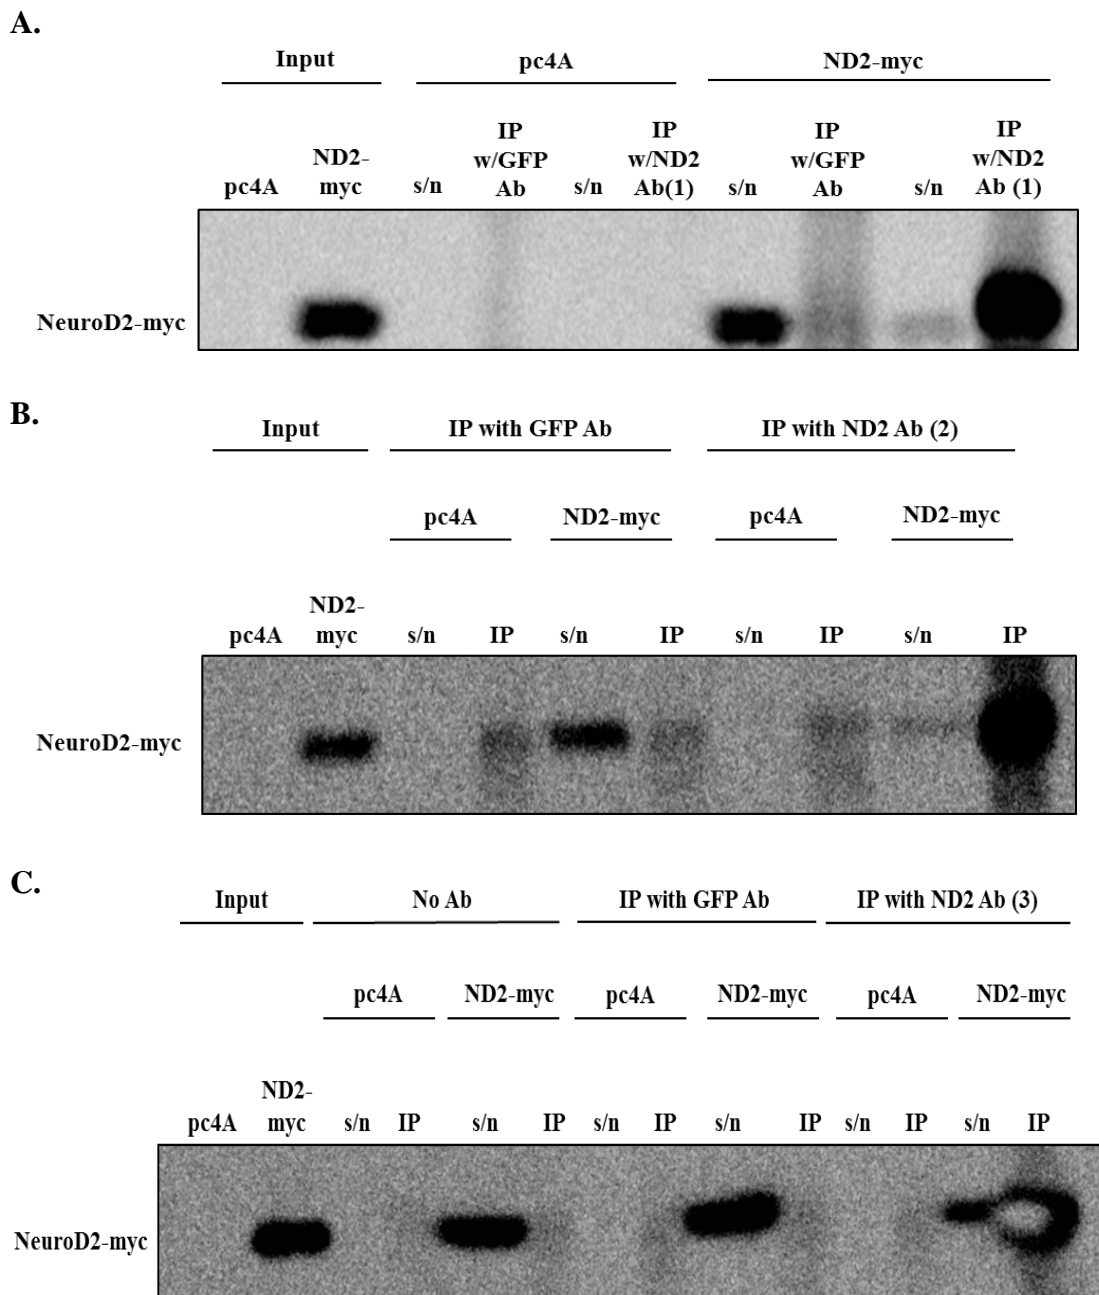 A.
Input pc4A ND2-myc
pc4A
ND2-
myc
s/n
IP
w/GFP
Ab
s/n
IP
w/ND2
Ab(1)
s/n
IP
w/GFP
Ab
s/n
IP
w/ND2
Ab (1)
NeuroD2-myc
B.
Input IP with GFP Ab IP with ND2 Ab (2)
pc4A ND2-myc pc4A ND2-myc
pc4A
ND2-
myc
s/n IP s/n IP s/n IP s/n IP
NeuroD2-myc
C.
Input No Ab IP with GFP Ab IP with ND2 Ab (3)
pc4A ND2-myc pc4A ND2-myc pc4A ND2-myc
pc4A
ND2-
myc
s/n IP s/n IP s/n IP s/n IP s/n IP s/n IP
NeuroD2-myc